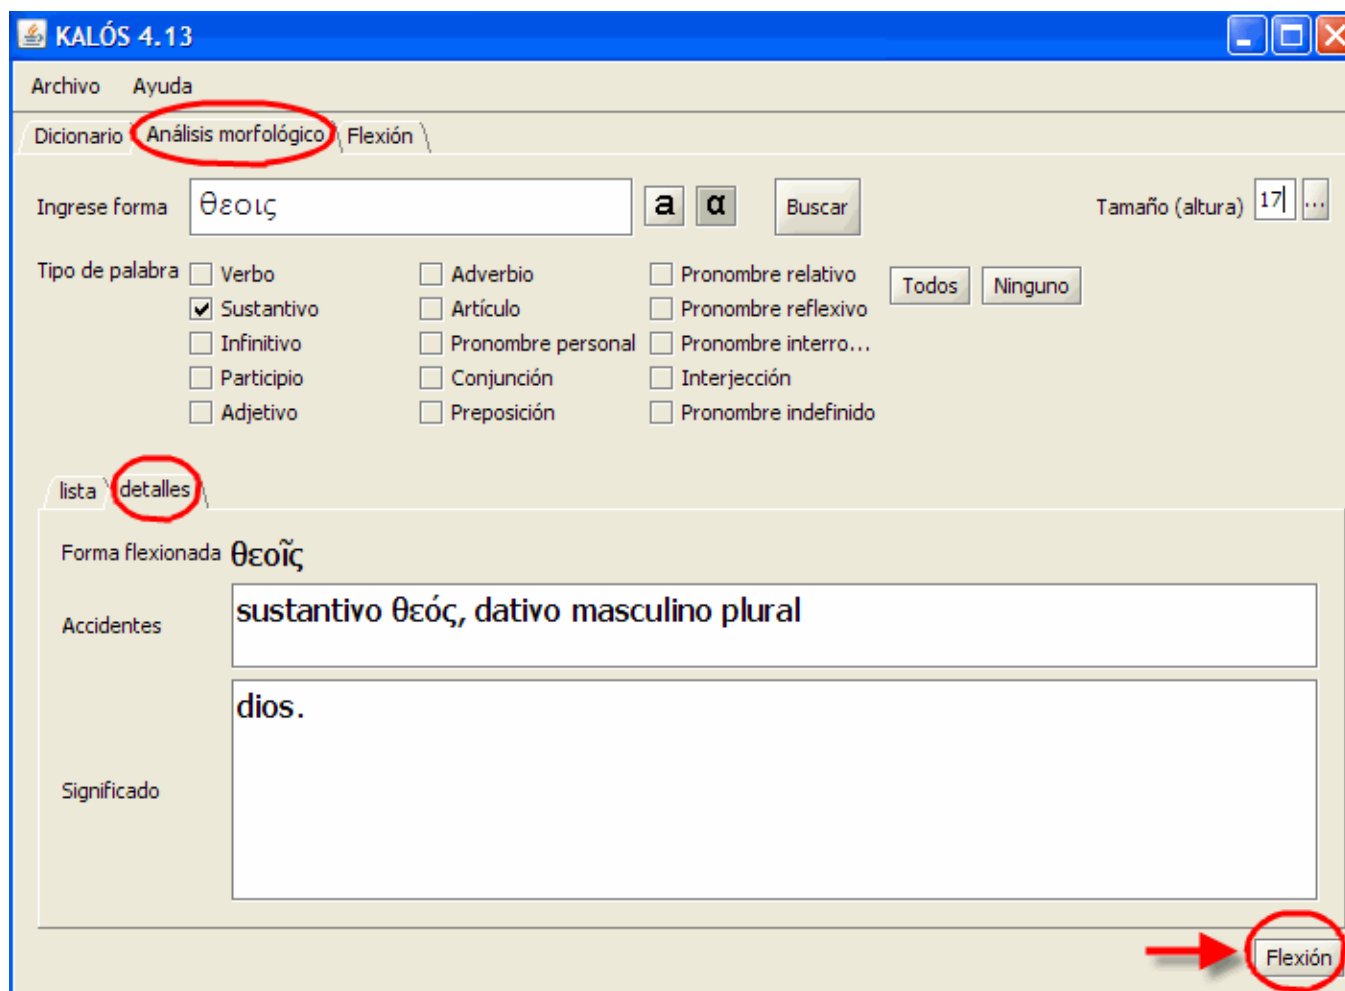 KALÓS 4.13
Archivo Ayuda
Dicionario Análisis morfológico Flexión
Ingrese forma θεοις a α Buscar Tamaño (altura) 17 ...
Tipo de palabra Verbo Adverbio Pronombre relativo Todos Ninguno
Sustantivo Artículo Pronombre reflexivo
Infinitivo Pronombre personal Pronombre interro...
Participio Conjunción Interjección
Adjetivo Preposición Pronombre indefinido
lista detalles
Forma flexionada θεοῖς
Accidentes sustantivo θεός, dativo masculino plural
Significado dios.
Flexión